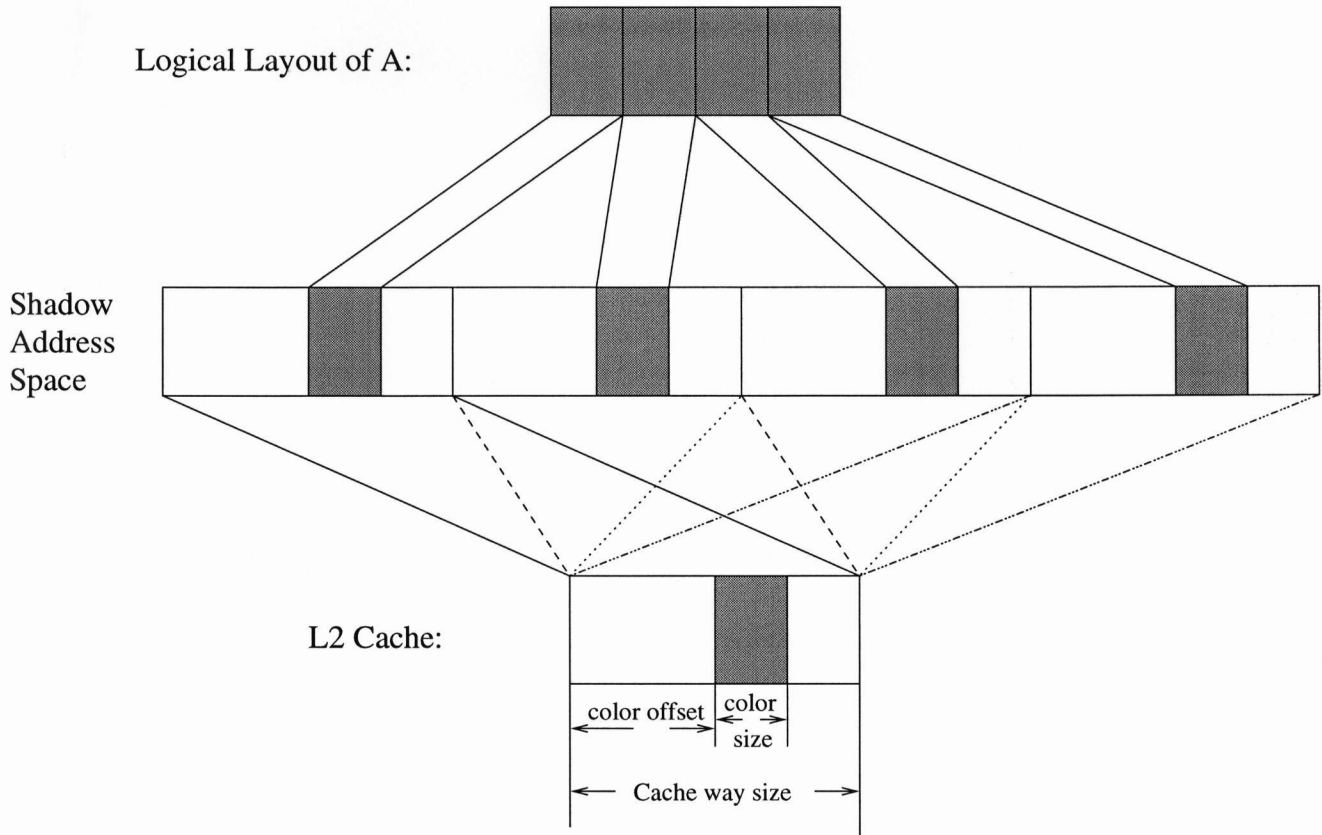 Logical Layout of A:
Shadow
Address
Space
L2 Cache:
color offset
color
size
Cache way size